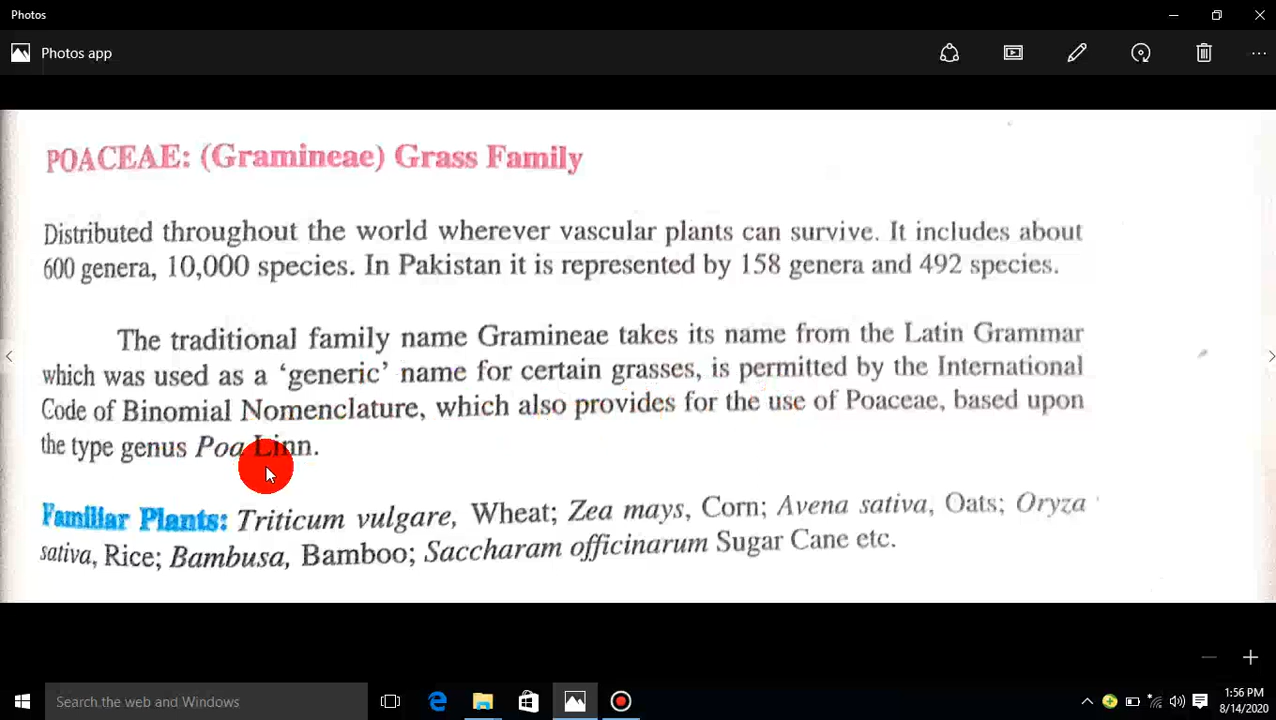 Photos
Photos app
POACEAE: (Gramineae) Grass Family
Distributed throughout the world wherever vascular plants can survive. It includes about
600 genera, 10,000 species. In Pakistan it is represented by 158 genera and 492 species.
The traditional family name Gramineae takes its name from the Latin Grammar
which was used as a ‘generic’ name for certain grasses, is permitted by the International
Code of Binomial Nomenclature, which also provides for the use of Poaceae, based upon
the type genus Poa Linn.
Familiar Plants: Triticum vulgare, Wheat; Zea mays, Corn; Avena sativa, Oats; Oryza
sativa, Rice; Bambusa, Bamboo; Saccharam officinarum Sugar Cane etc.
Search the web and Windows
1:56 PM
8/14/2020